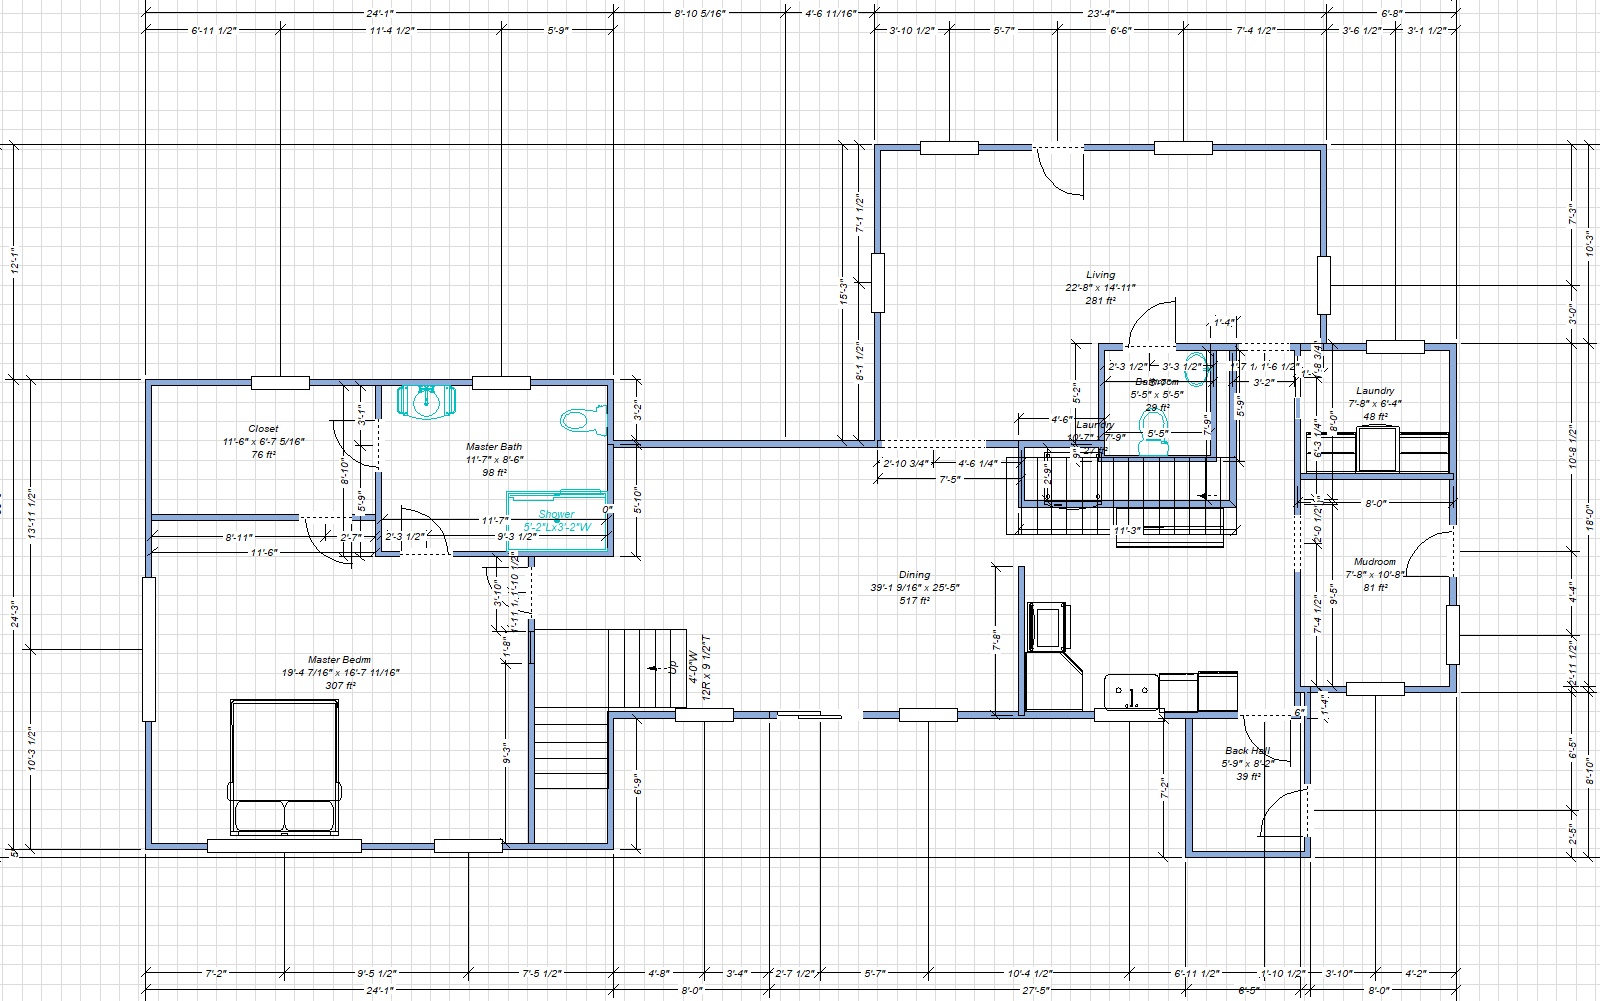 24'-1"
8'-10 5/16"
4'-6 11/16"
23'-4"
6'-8"
6'-11 1/2"
11'-4 1/2"
5'-9"
3'-10 1/2"
5'-7"
6'-6"
7'-4 1/2"
3'-6 1/2"
3'-1 1/2"
12'-1"
7'-1 1/2"
15'-3"
8'-1 1/2"
7'-3"
10'-3"
3'-0"
Living
22'-8" x 14'-11"
281 ft²
1'-4"
2'-3 1/2"
3'-3 1/2"
Bathroom
5'-5" x 5'-5"
29 ft²
5'-5"
5'-2"
7'-9"
5'-9"
1'-6 1/2"
3'-2"
Laundry
7'-8" x 6'-4"
48 ft²
8'-0"
6'-3 1/4"
4'-6"
Laundry
10'-7"
7'-9"
27 ft²
2'-10 3/4"
4'-6 1/4"
7'-5"
2'-9"
11'-3"
10'-8 1/2"
18'-0"
Closet
11'-6" x 6'-7 5/16"
76 ft²
3'-1"
8'-10"
5'-9"
Master Bath
11'-7" x 8'-6"
98 ft²
3'-2"
5'-10"
0"
Shower
5'-2"Lx3'-2"W
11'-7"
9'-3 1/2"
2'-3 1/2"
8'-11"
2'-7"
11'-6"
13'-11 1/2"
24'-3"
10'-3 1/2"
8'-0"
2'-0 1/2"
Mudroom
7'-8" x 10'-8"
81 ft²
9'-5"
7'-4 1/2"
4'-4"
2'-11 1/2"
Dining
39'-1 9/16" x 25'-5"
517 ft²
7'-8"
3'-10"
1'-10 1/2"
1'-8"
Master Bedm
19'-4 7/16" x 16'-7 11/16"
307 ft²
Up
4'-0"W
12R x 9 1/2"T
9'-3"
6'-9"
6"
1'-4"
Back Hall
5'-9" x 8'-2"
39 ft²
7'-2"
6'-5"
8'-10"
2'-5"
5"
7'-2"
9'-5 1/2"
7'-5 1/2"
4'-8"
3'-4"
2'-7 1/2"
5'-7"
10'-4 1/2"
6'-11 1/2"
1'-10 1/2"
3'-10"
4'-2"
24'-1"
8'-0"
27'-5"
6'-5"
8'-0"